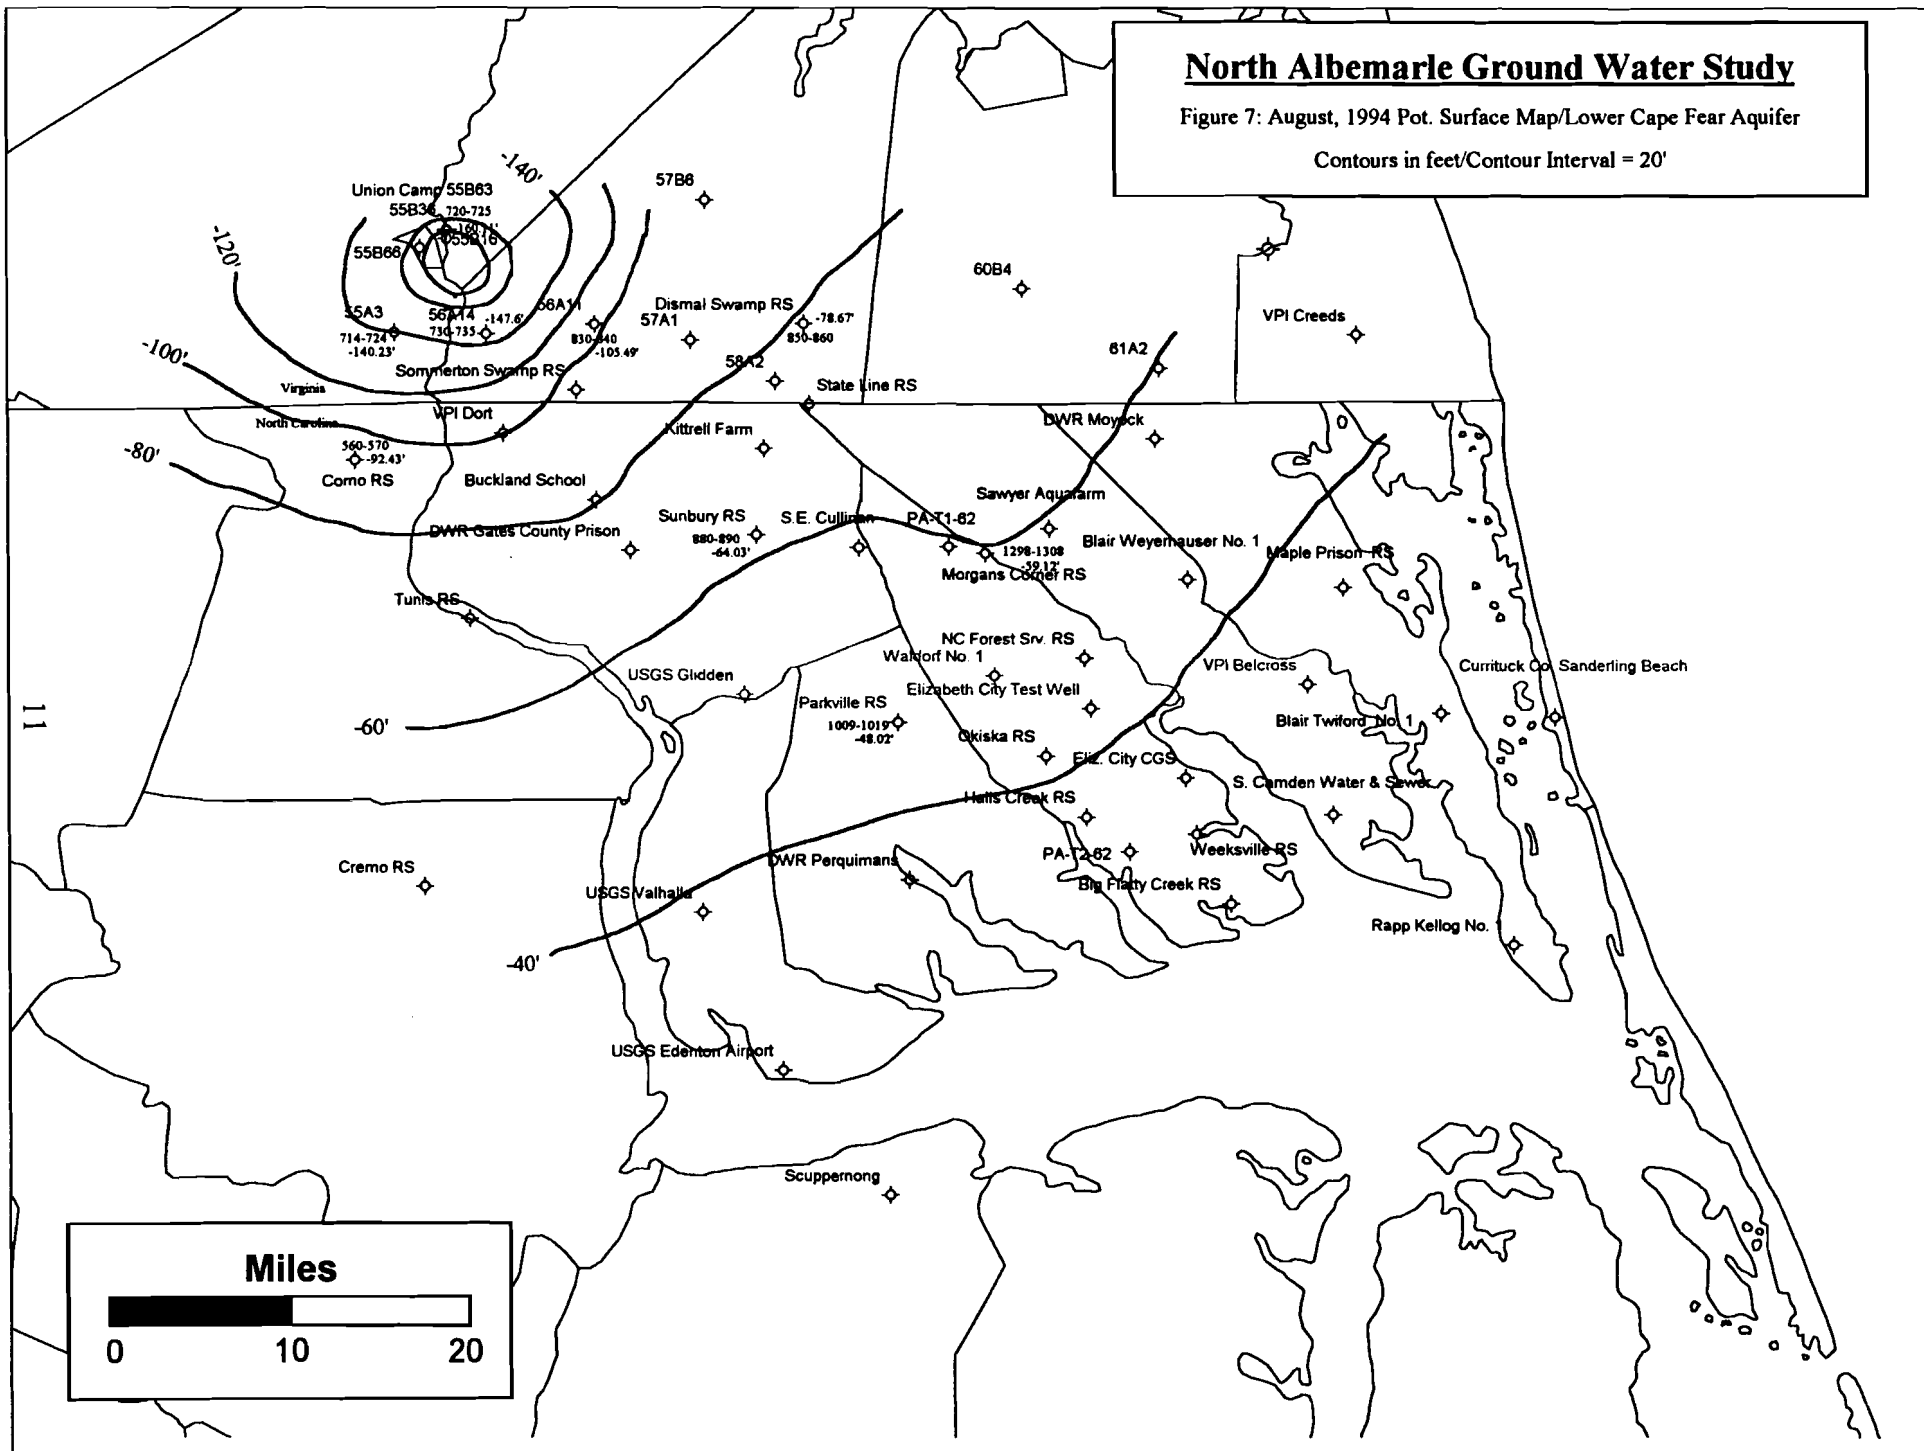 North Albemarle Ground Water Study
Figure 7: August, 1994 Pot. Surface Map/Lower Cape Fear Aquifer
Contours in feet/Contour Interval = 20'
-140'
57B6
Union Camp 55B63
55B36 720-725
-160.11'
55B16
55B66
-120'
60B4
55A3
714-724
-140.23'
56A14
730-735
-147.6'
56A11
830-840
-105.49'
Dismal Swamp RS
-78.67'
850-860
57A1
VPI Creeds
61A2
-100'
58A2
State Line RS
Sommerton Swamp RS
Virginia
North Carolina
VPI Dort
DWR Moyock
Kittrell Farm
-80'
560-570
-92.43'
Como RS
Buckland School
Sawyer Aquafarm
DWR Gates County Prison
Sunbury RS
880-890
-64.03'
S.E. Cullinan
PA-T1-62
1298-1308
-59.12'
Morgans Corner RS
Blair Weyerhauser No. 1
Maple Prison RS
Tunis RS
NC Forest Srv. RS
Waldorf No. 1
Elizabeth City Test Well
USGS Glidden
VPI Belcross
Currituck Co. Sanderling Beach
Parkville RS
1009-1019
-48.02'
Blair Twiford No. 1
-60'
Okiska RS
Eliz. City CGS
S. Camden Water & Sewer
Halls Creek RS
PA-T2-62
Weeksville RS
Cremo RS
DWR Perquimans
USGS Valhalla
Big Flatty Creek RS
Rapp Kellog No.
-40'
USGS Edenton Airport
Scuppernong
Miles
0 10 20
11